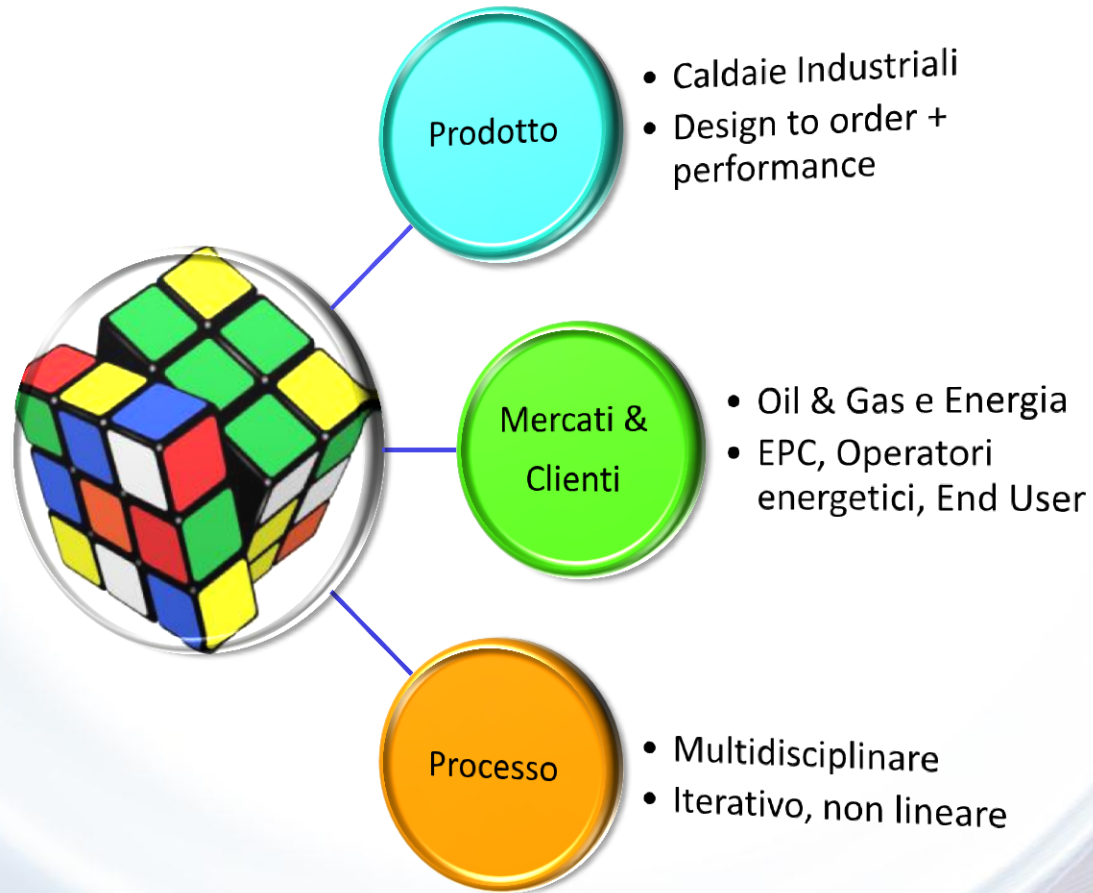 Prodotto
• Caldaie Industriali
• Design to order +
performance
Mercati &
Clienti
• Oil & Gas e Energia
• EPC, Operatori
energetici, End User
Processo
• Multidisciplinare
• Iterativo, non lineare